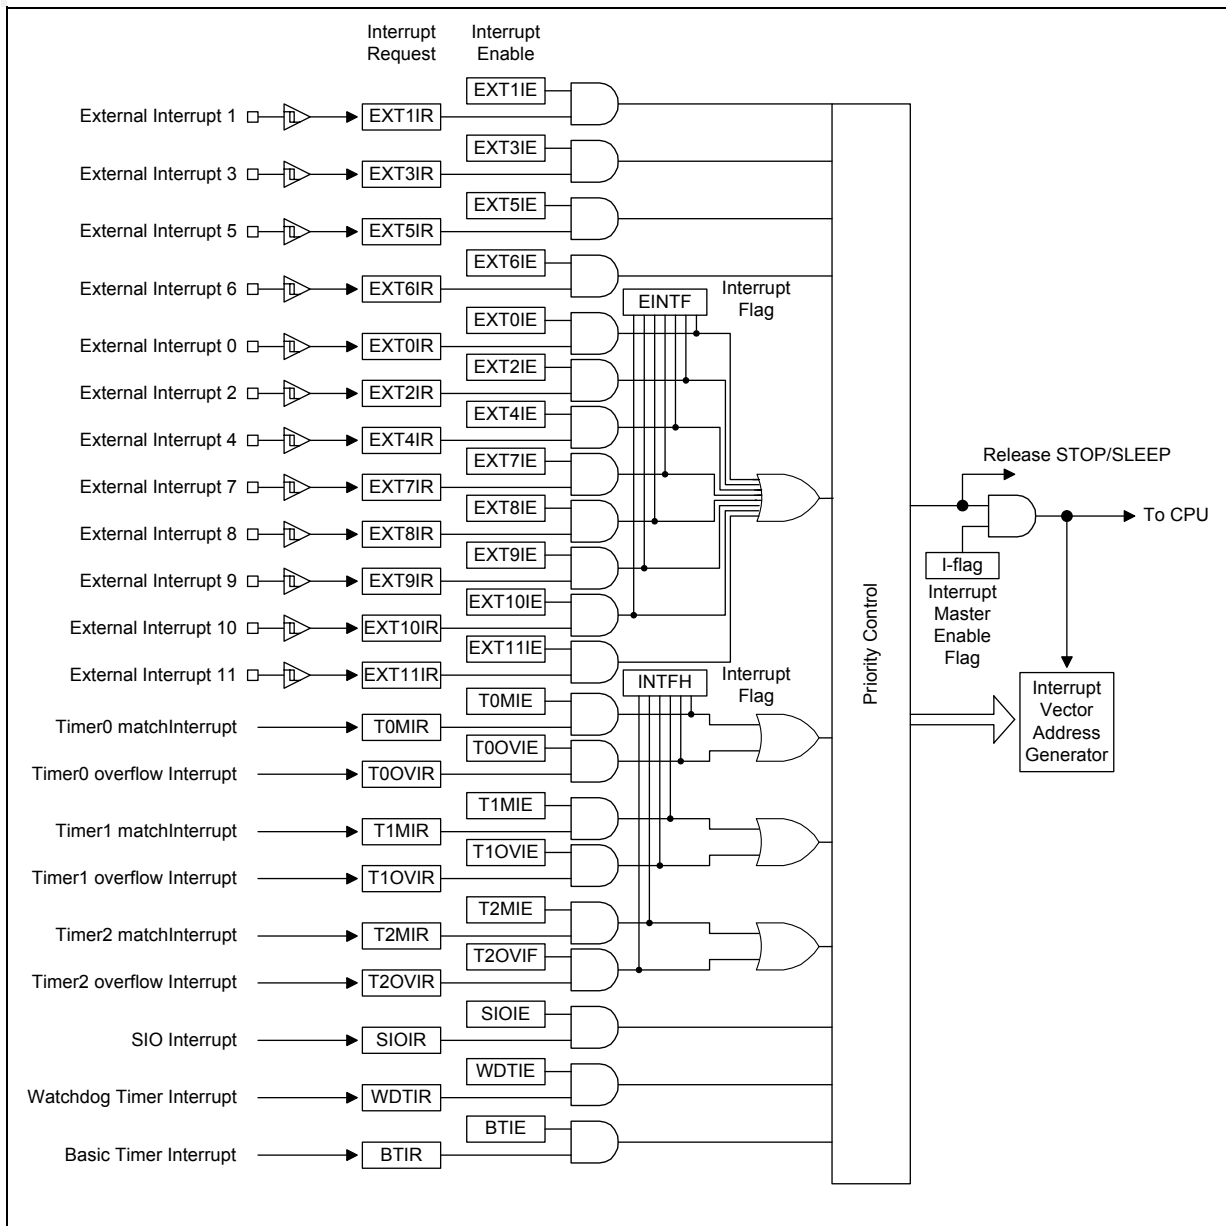 Interrupt
Request
Interrupt
Enable
EXT1IE
External Interrupt 1
EXT1IR
EXT3IE
External Interrupt 3
EXT3IR
EXT5IE
External Interrupt 5
EXT5IR
EXT6IE
External Interrupt 6
EXT6IR
EINTF
Interrupt
Flag
EXT0IE
External Interrupt 0
EXT0IR
EXT2IE
External Interrupt 2
EXT2IR
EXT4IE
External Interrupt 4
EXT4IR
EXT7IE
External Interrupt 7
EXT7IR
EXT8IE
External Interrupt 8
EXT8IR
EXT9IE
External Interrupt 9
EXT9IR
EXT10IE
External Interrupt 10
EXT10IR
EXT11IE
External Interrupt 11
EXT11IR
INTFH
Interrupt
Flag
T0MIE
Timer0 matchInterrupt
T0MIR
T0OVIE
Timer0 overflow Interrupt
T0OVIR
T1MIE
Timer1 matchInterrupt
T1MIR
T1OVIE
Timer1 overflow Interrupt
T1OVIR
T2MIE
Timer2 matchInterrupt
T2MIR
T2OVIF
Timer2 overflow Interrupt
T2OVIR
SIOIE
SIO Interrupt
SIOIR
WDTIE
Watchdog Timer Interrupt
WDTIR
BTIE
Basic Timer Interrupt
BTIR
Priority Control
Release STOP/SLEEP
To CPU
I-flag
Interrupt
Master
Enable
Flag
Interrupt
Vector
Address
Generator